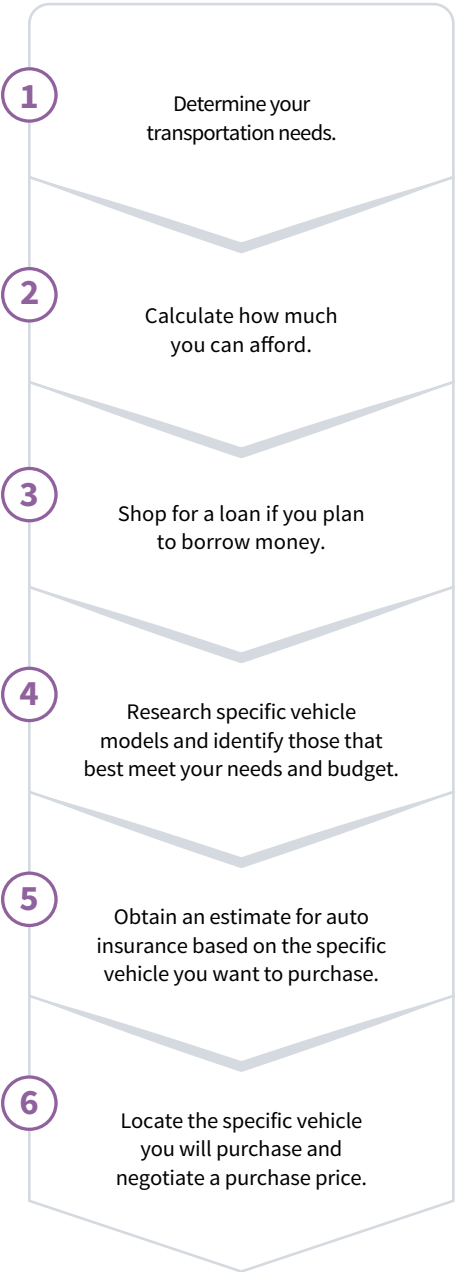 1
Determine your
transportation needs.
2
Calculate how much
you can afford.
3
Shop for a loan if you plan
to borrow money.
4
Research specific vehicle
models and identify those that
best meet your needs and budget.
5
Obtain an estimate for auto
insurance based on the specific
vehicle you want to purchase.
6
Locate the specific vehicle
you will purchase and
negotiate a purchase price.